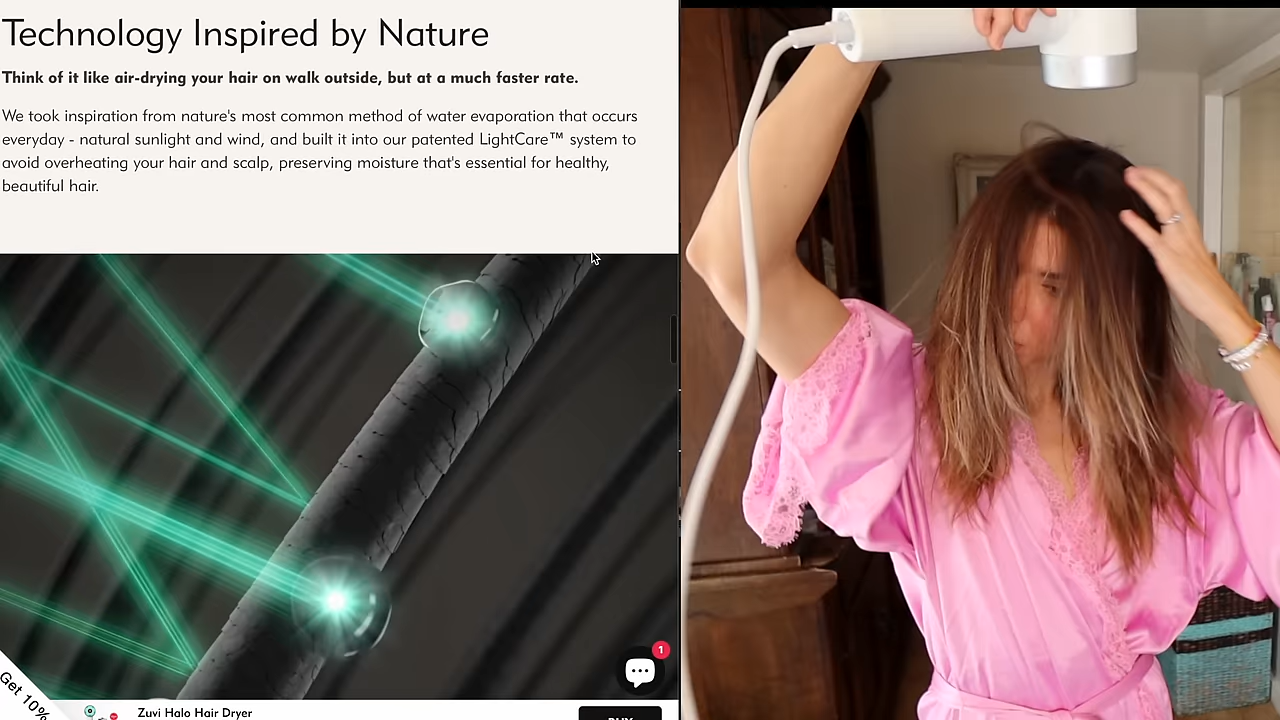 Technology Inspired by Nature
Think of it like air-drying your hair on walk outside, but at a much faster rate.
We took inspiration from nature's most common method of water evaporation that occurs
everyday - natural sunlight and wind, and built it into our patented LightCare™ system to
avoid overheating your hair and scalp, preserving moisture that's essential for healthy,
beautiful hair.
1
Get 10%
Zuvi Halo Hair Dryer
BUY